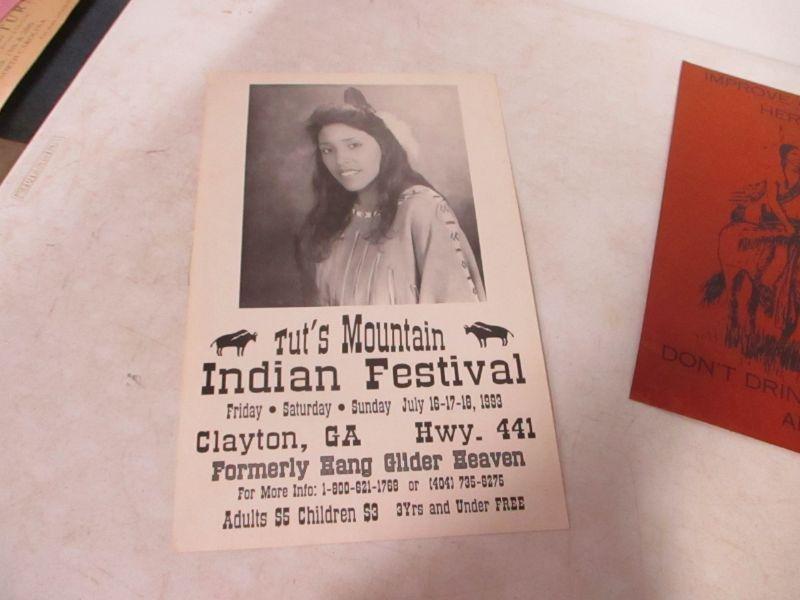 Tut's Mountain
Indian Festival
Friday • Saturday • Sunday July 16-17-18, 1993
Clayton, GA Hwy. 441
Formerly Hang Glider Heaven
For More Info: 1-800-621-1768 or (404) 735-6275
Adults $5 Children $3 3Yrs and Under FREE
IMPROVE
HER
DON'T DRIN
A
NORTH CAROLINA